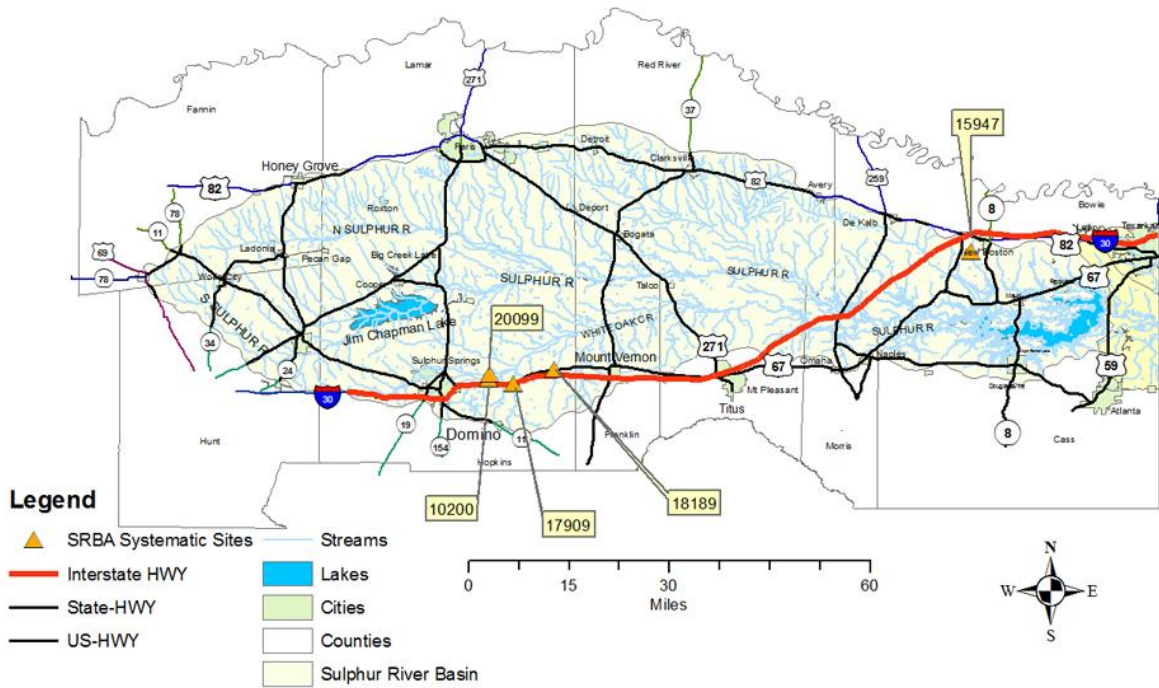 Lamar
Red River
271
37
Fannin
15947
Paris
Detroit
Honey Grove
Clarksville
82
82
259
8
Avery
Bowie
78
Roxton
Deport
De Kalb
11
N SULPHUR R
82
30
69
Ladonia
Bogata
New Boston
Pecan Gap
Big Creek Lake
SULPHUR R
67
78
Wolfe City
Cooper
SULPHUR R
Talco
S SULPHUR R
20099
WHITEOAK CR
SULPHUR R
Jim Chapman Lake
34
Mount Vernon
271
Omaha
Naples
Sulphur Springs
67
59
24
Mt Pleasant
30
Titus
Atlanta
19
Domino
11
Franklin
8
Hunt
154
Hopkins
Morris
Cass
10200
18189
17909
Legend
SRBA Systematic Sites
Streams
Interstate HWY
Lakes
State-HWY
Cities
US-HWY
Counties
Sulphur River Basin
0 15 30 60
Miles
N
W E
S